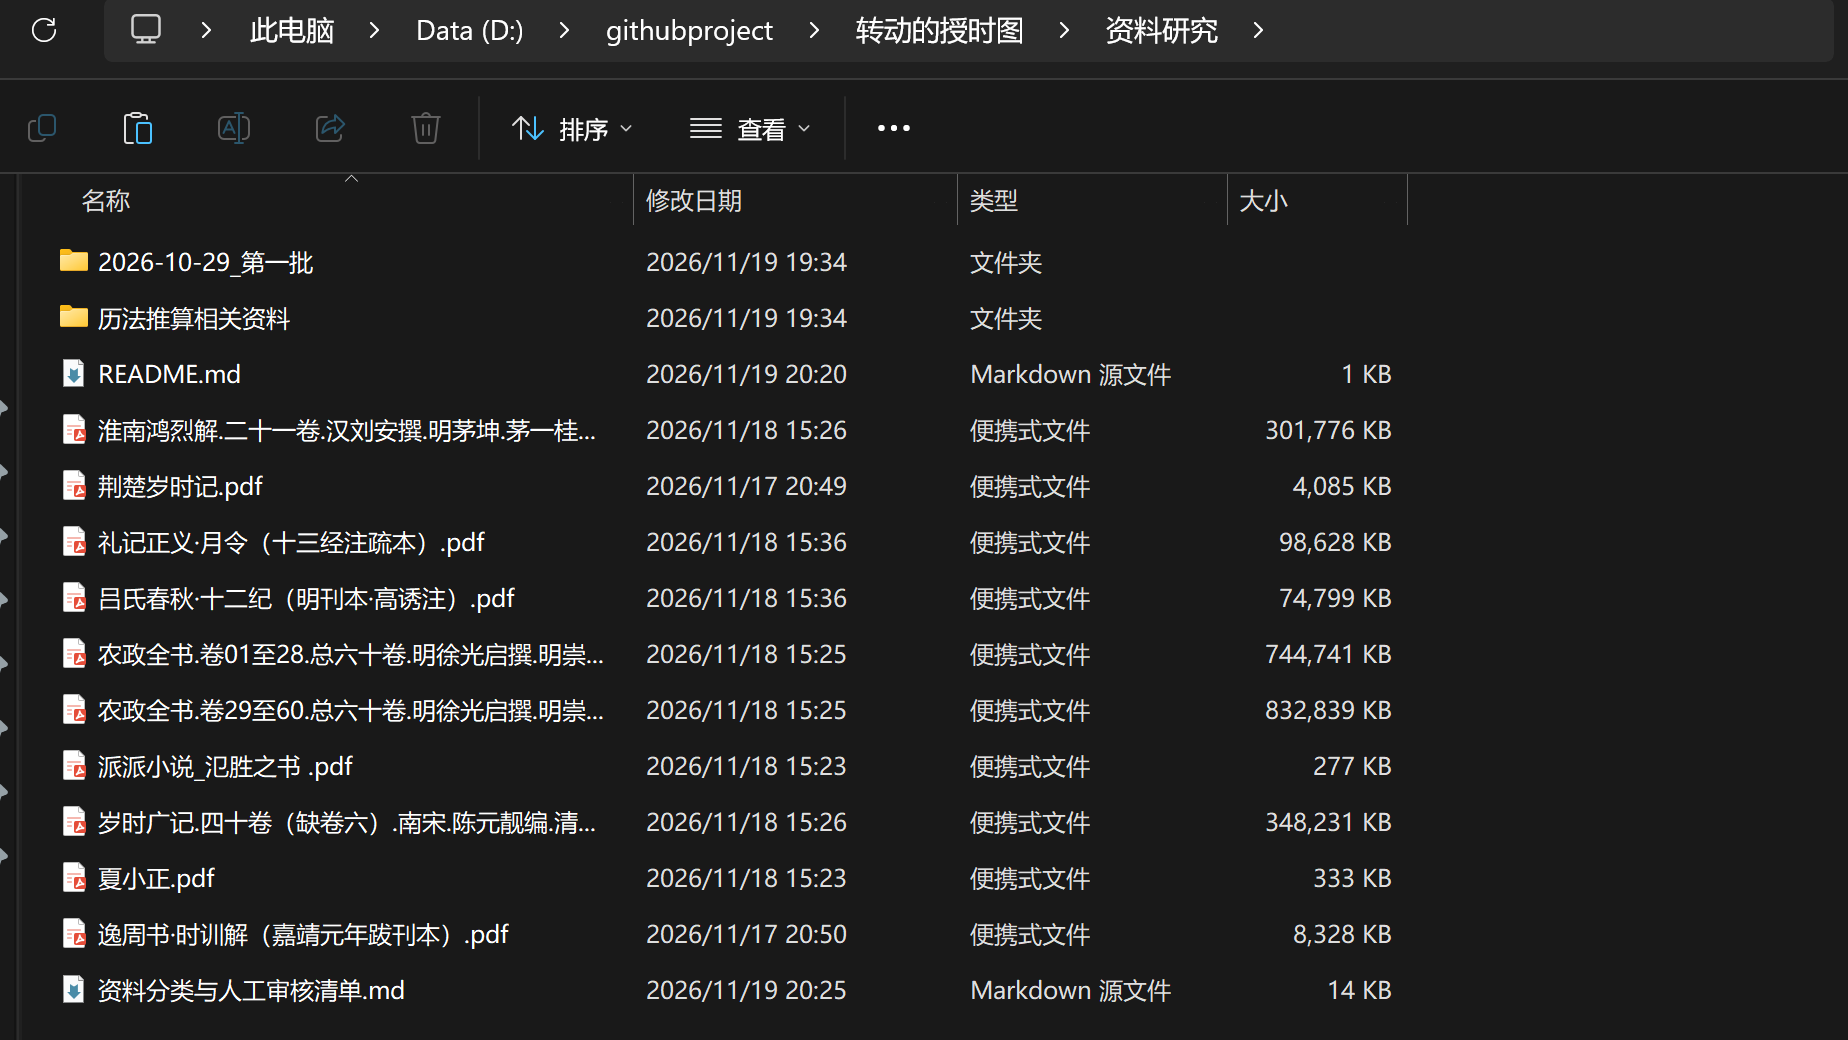 此电脑 > Data (D:) > githubproject > 转动的授时图 > 资料研究 >
排序 查看
名称 修改日期 类型 大小
2026-10-29_第一批 2026/11/19 19:34 文件夹
历法推算相关资料 2026/11/19 19:34 文件夹
README.md 2026/11/19 20:20 Markdown 源文件 1 KB
淮南鸿烈解.二十一卷.汉刘安撰.明茅坤.茅一桂... 2026/11/18 15:26 便携式文件 301,776 KB
荆楚岁时记.pdf 2026/11/17 20:49 便携式文件 4,085 KB
礼记正义·月令（十三经注疏本）.pdf 2026/11/18 15:36 便携式文件 98,628 KB
吕氏春秋·十二纪（明刊本·高诱注）.pdf 2026/11/18 15:36 便携式文件 74,799 KB
农政全书.卷01至28.总六十卷.明徐光启撰.明崇... 2026/11/18 15:25 便携式文件 744,741 KB
农政全书.卷29至60.总六十卷.明徐光启撰.明崇... 2026/11/18 15:25 便携式文件 832,839 KB
派派小说_氾胜之书 .pdf 2026/11/18 15:23 便携式文件 277 KB
岁时广记.四十卷（缺卷六）.南宋.陈元靓编.清... 2026/11/18 15:26 便携式文件 348,231 KB
夏小正.pdf 2026/11/18 15:23 便携式文件 333 KB
逸周书·时训解（嘉靖元年跋刊本）.pdf 2026/11/17 20:50 便携式文件 8,328 KB
资料分类与人工审核清单.md 2026/11/19 20:25 Markdown 源文件 14 KB